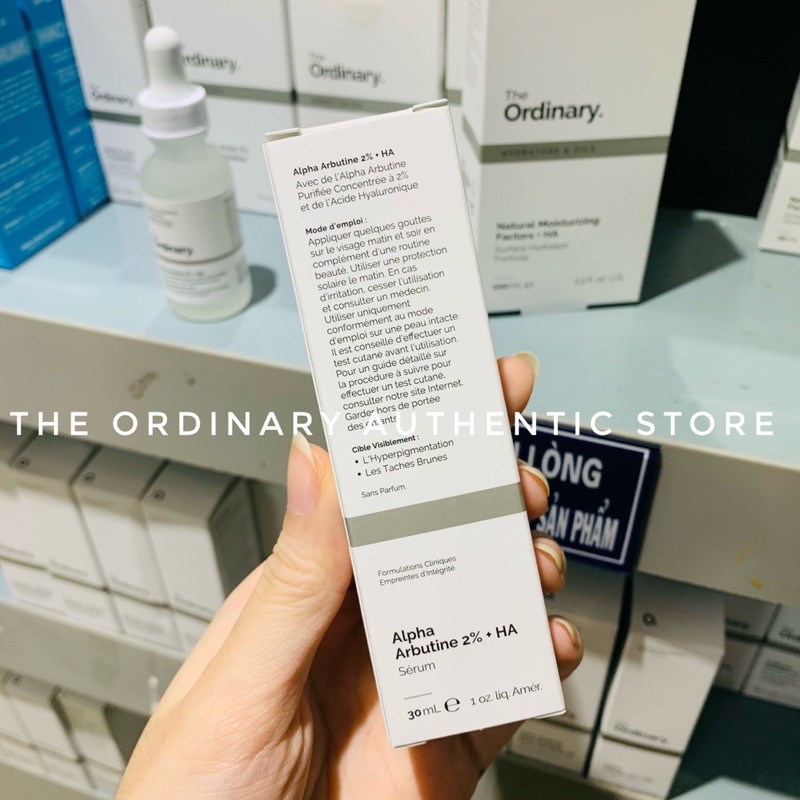 The
Ordinary.
Ordinary.
The
Ordinary.
HYDRATORS & OILS
Natural Moisturizing
Factors + HA
Surface Hydration
Formula
Ordinary.
Alpha Arbutine 2% + HA
Avec de l'Alpha Arbutine
Purifiée Concentrée à 2%
et de l'Acide Hyaluronique
Mode d'emploi :
Appliquer quelques gouttes
sur le visage matin et soir en
complément d'une routine
beauté. Utiliser une protection
solaire le matin. En cas
d'irritation, cesser l'utilisation
et consulter un médecin.
Utiliser uniquement
conformément au mode
d'emploi sur une peau intacte.
Il est conseillé d'effectuer un
test cutané avant l'utilisation.
Pour un guide détaillé sur
la procédure à suivre pour
effectuer un test cutané,
consulter notre site Internet.
Garder hors de portée
des enfants.
THE ORDINARY AUTHENTIC STORE
Cible Visiblement :
• L'Hyperpigmentation
• Les Taches Brunes
Sans Parfum.
LÒNG
SẢN PHẨM
Formulations Cliniques
Empreintes d'Intégrité.
Alpha
Arbutine 2% + HA
Sérum
30 mL e 1 oz. liq. Amér.